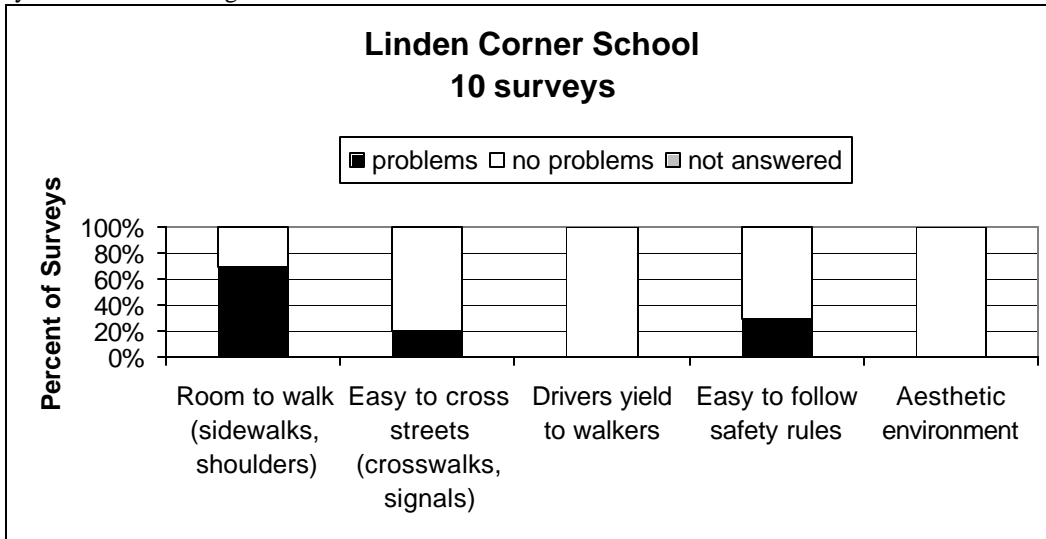 Linden Corner School
10 surveys
problems no problems not answered
Percent of Surveys
100%
80%
60%
40%
20%
0%
Room to walk
(sidewalks,
shoulders)
Easy to cross
streets
(crosswalks,
signals)
Drivers yield
to walkers
Easy to follow
safety rules
Aesthetic
environment